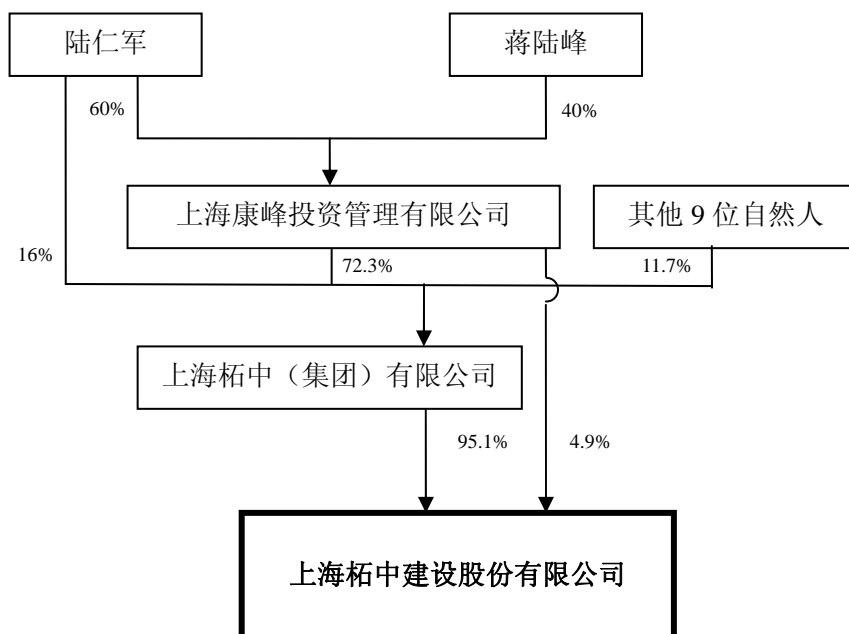 陆仁军
蒋陆峰
60%
40%
上海康峰投资管理有限公司
其他 9 位自然人
16%
72.3%
11.7%
上海柘中（集团）有限公司
95.1%
4.9%
上海柘中建设股份有限公司